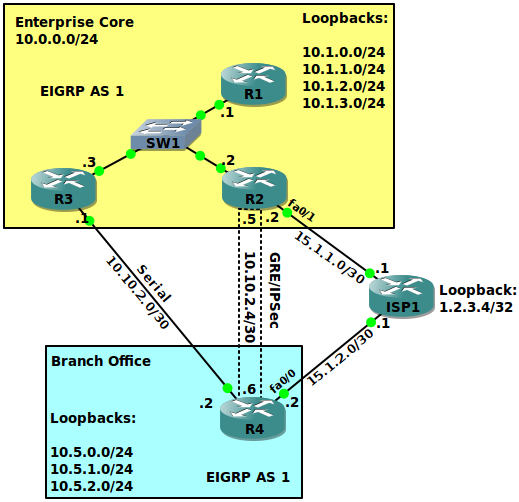 Enterprise Core
10.0.0.0/24
Loopbacks:
10.1.0.0/24
10.1.1.0/24
10.1.2.0/24
10.1.3.0/24
EIGRP AS 1
R1
.1
SW1
.3
.2
R3
R2
.1
.5
.2
fa0/1
15.1.1.0/30
.1
Serial
10.10.2.0/30
10.10.2.4/30
GRE/IPSec
ISP1
Loopback:
1.2.3.4/32
.1
15.1.2.0/30
Branch Office
fa0/0
.2
.6
.2
R4
Loopbacks:
10.5.0.0/24
10.5.1.0/24
10.5.2.0/24
EIGRP AS 1